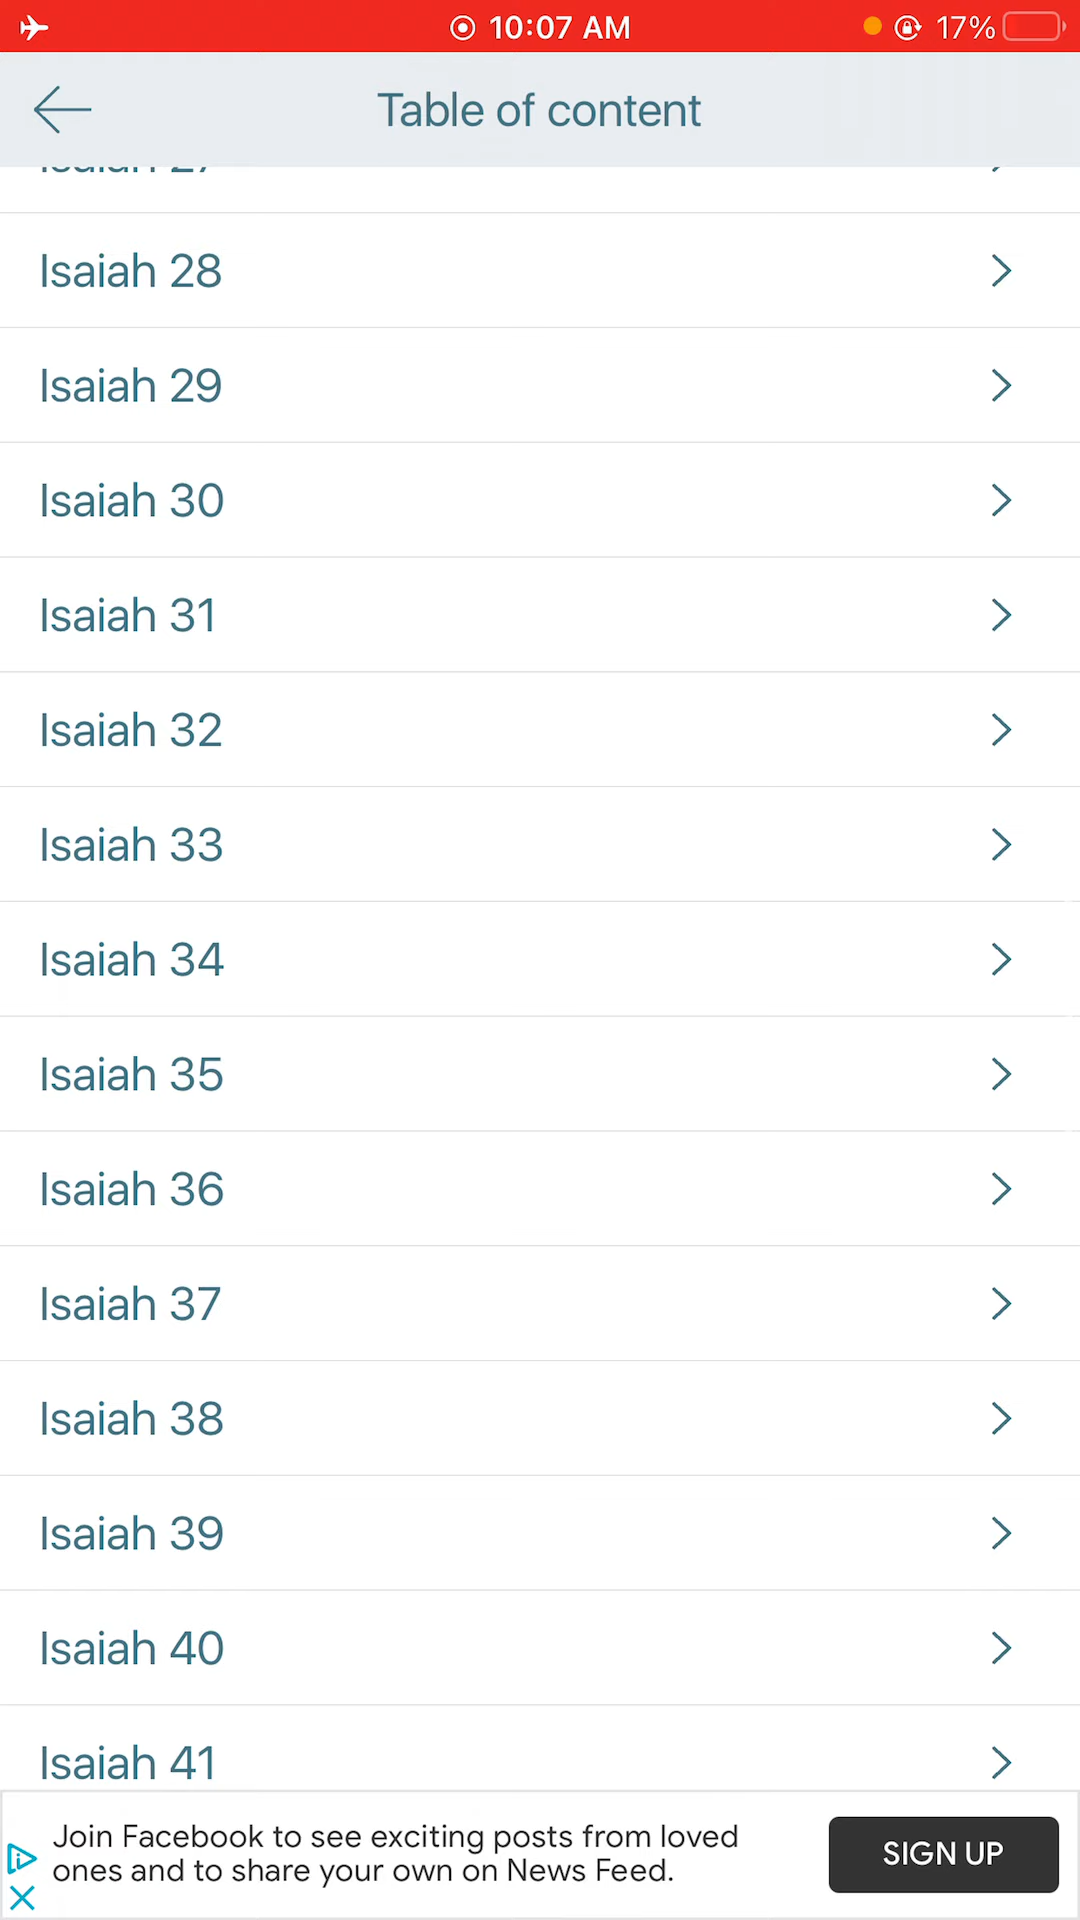 10:07 AM
17%
Table of content
Isaiah 27
Isaiah 28
Isaiah 29
Isaiah 30
Isaiah 31
Isaiah 32
Isaiah 33
Isaiah 34
Isaiah 35
Isaiah 36
Isaiah 37
Isaiah 38
Isaiah 39
Isaiah 40
Isaiah 41
Join Facebook to see exciting posts from loved
ones and to share your own on News Feed.
SIGN UP